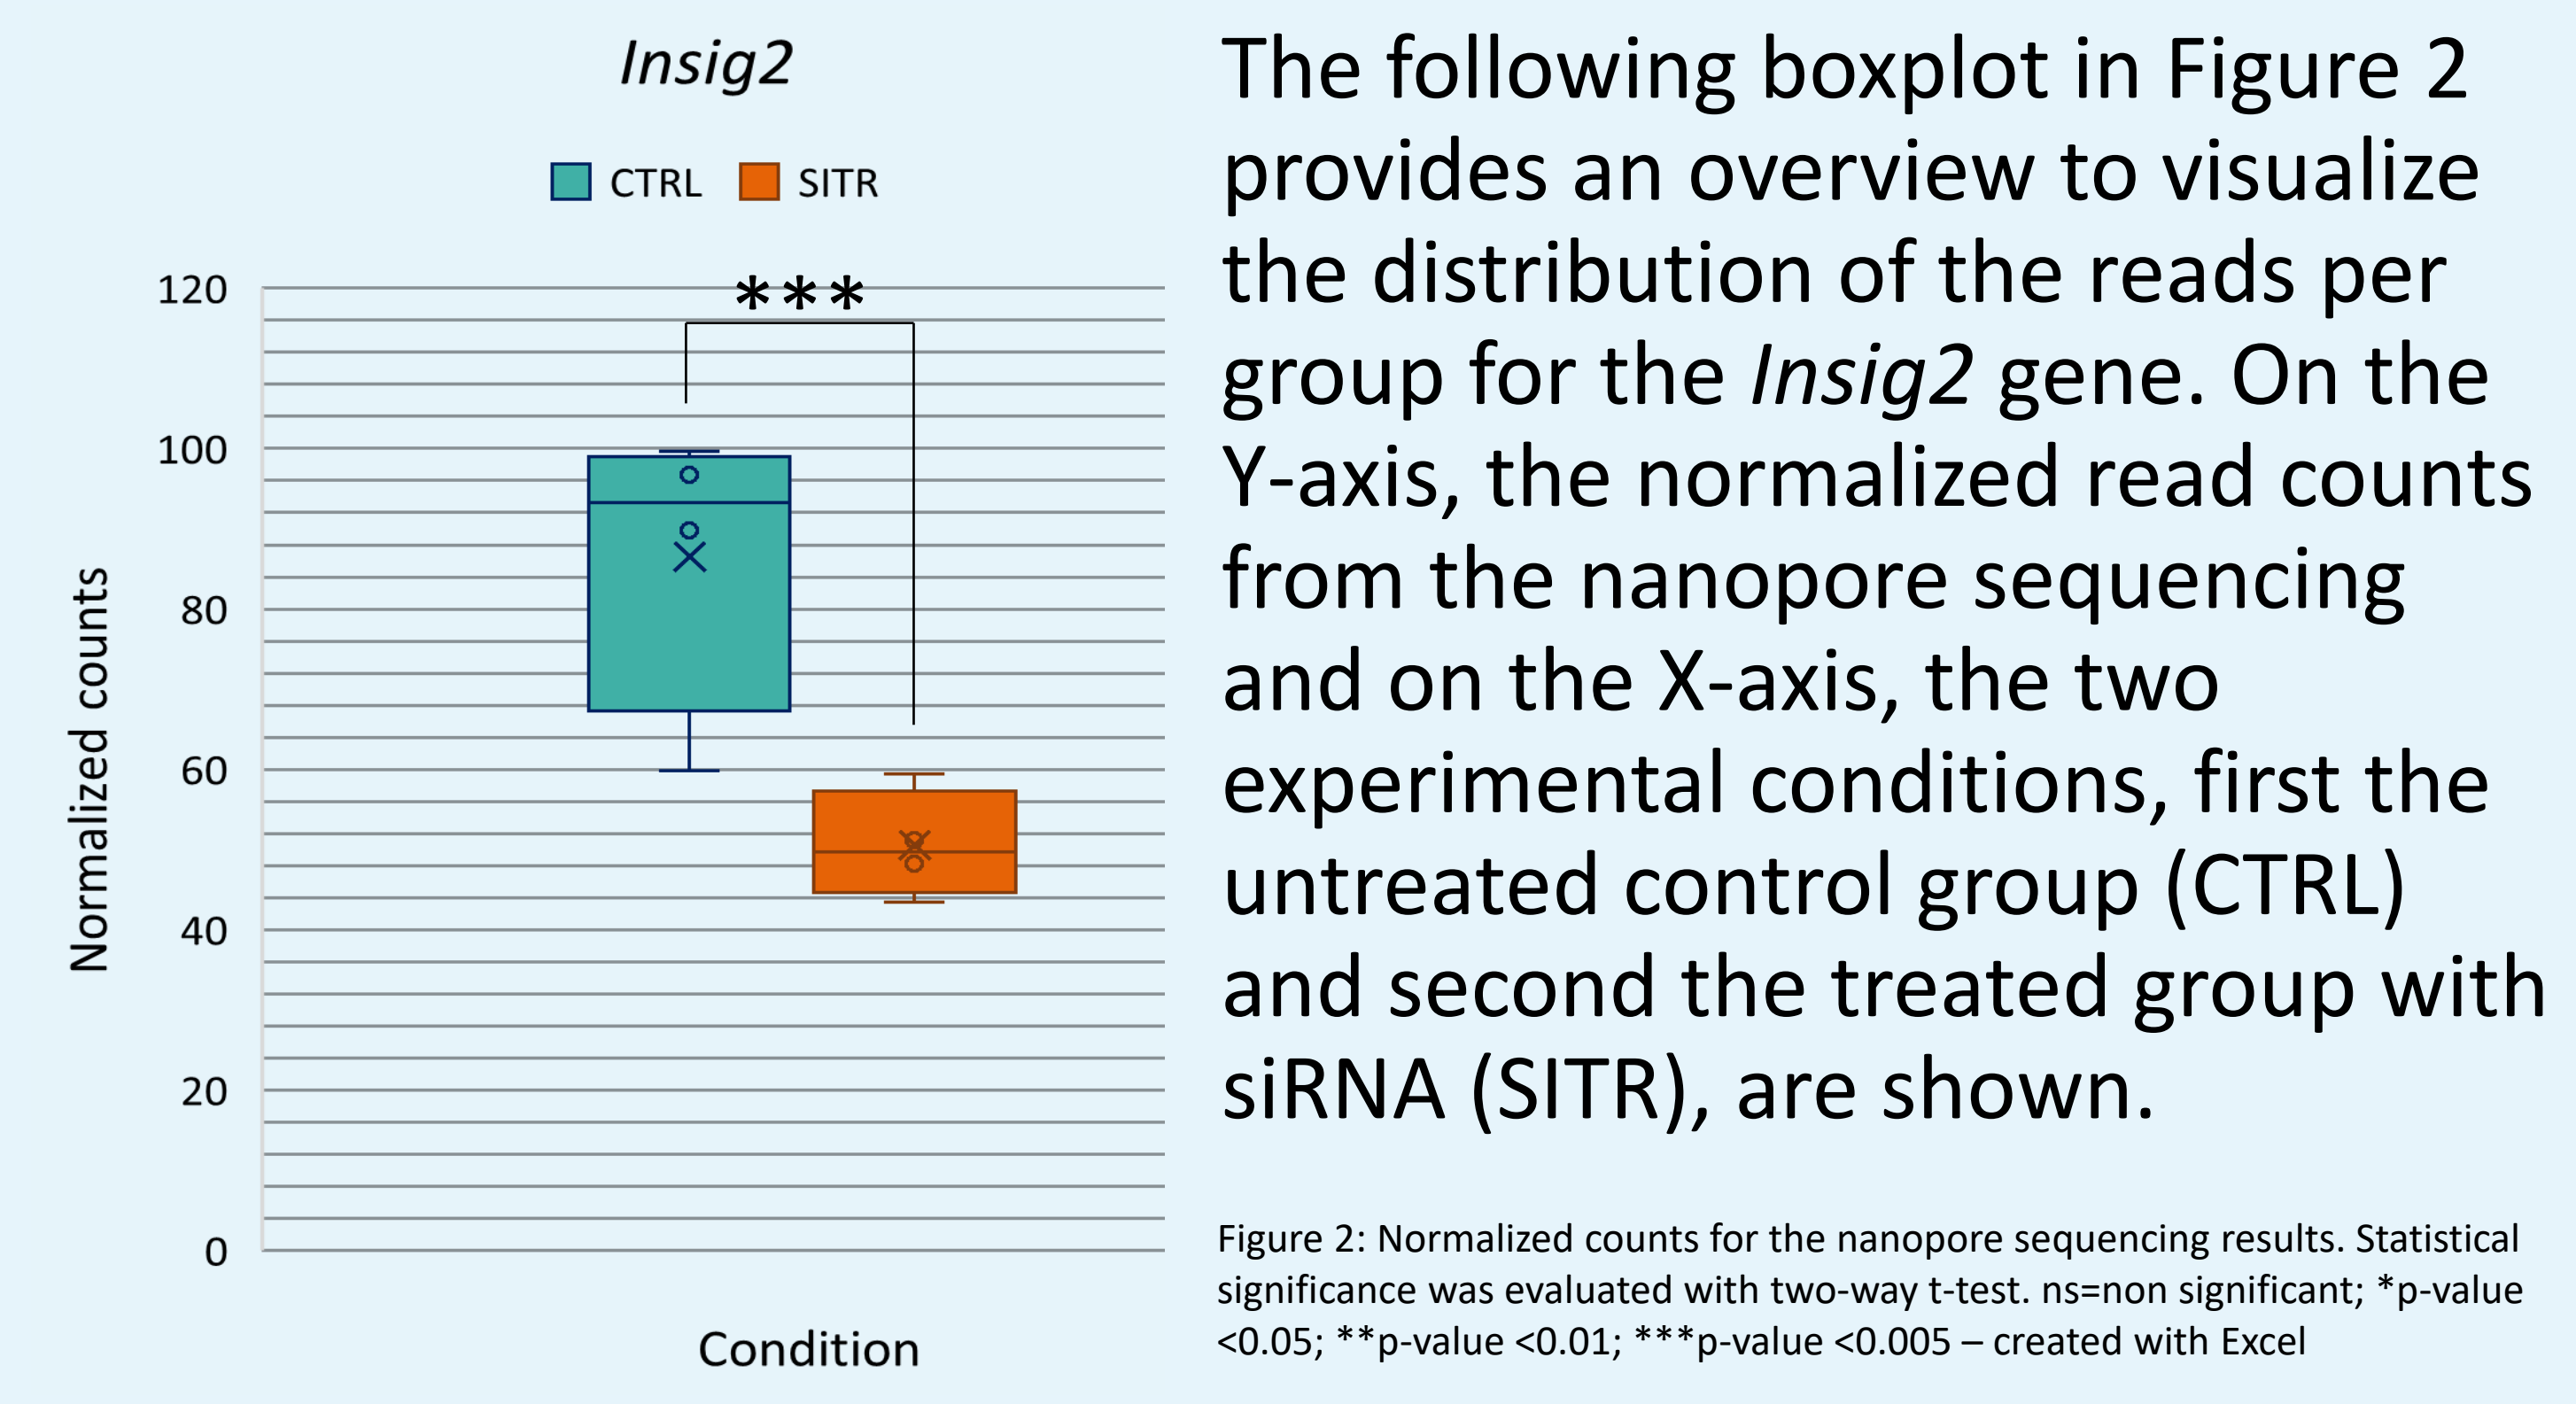 Insig2
CTRL
SITR
120
100
80
60
40
20
0
***
Normalized counts
Condition
The following boxplot in Figure 2
provides an overview to visualize
the distribution of the reads per
group for the Insig2 gene. On the
Y-axis, the normalized read counts
from the nanopore sequencing
and on the X-axis, the two
experimental conditions, first the
untreated control group (CTRL)
and second the treated group with
siRNA (SITR), are shown.
Figure 2: Normalized counts for the nanopore sequencing results. Statistical
significance was evaluated with two-way t-test. ns=non significant; *p-value
<0.05; **p-value <0.01; ***p-value <0.005 – created with Excel